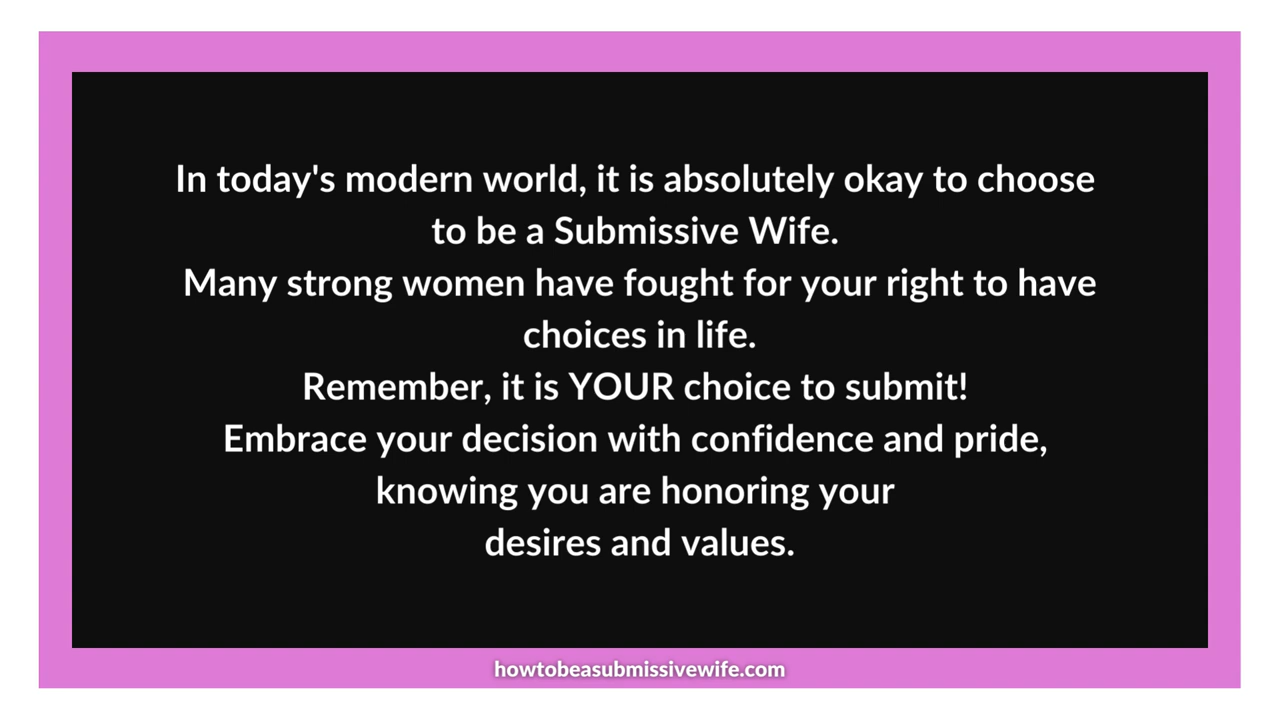 In today's modern world, it is absolutely okay to choose
to be a Submissive Wife.
Many strong women have fought for your right to have
choices in life.
Remember, it is YOUR choice to submit!
Embrace your decision with confidence and pride,
knowing you are honoring your
desires and values.
howtobeasubmissivewife.com